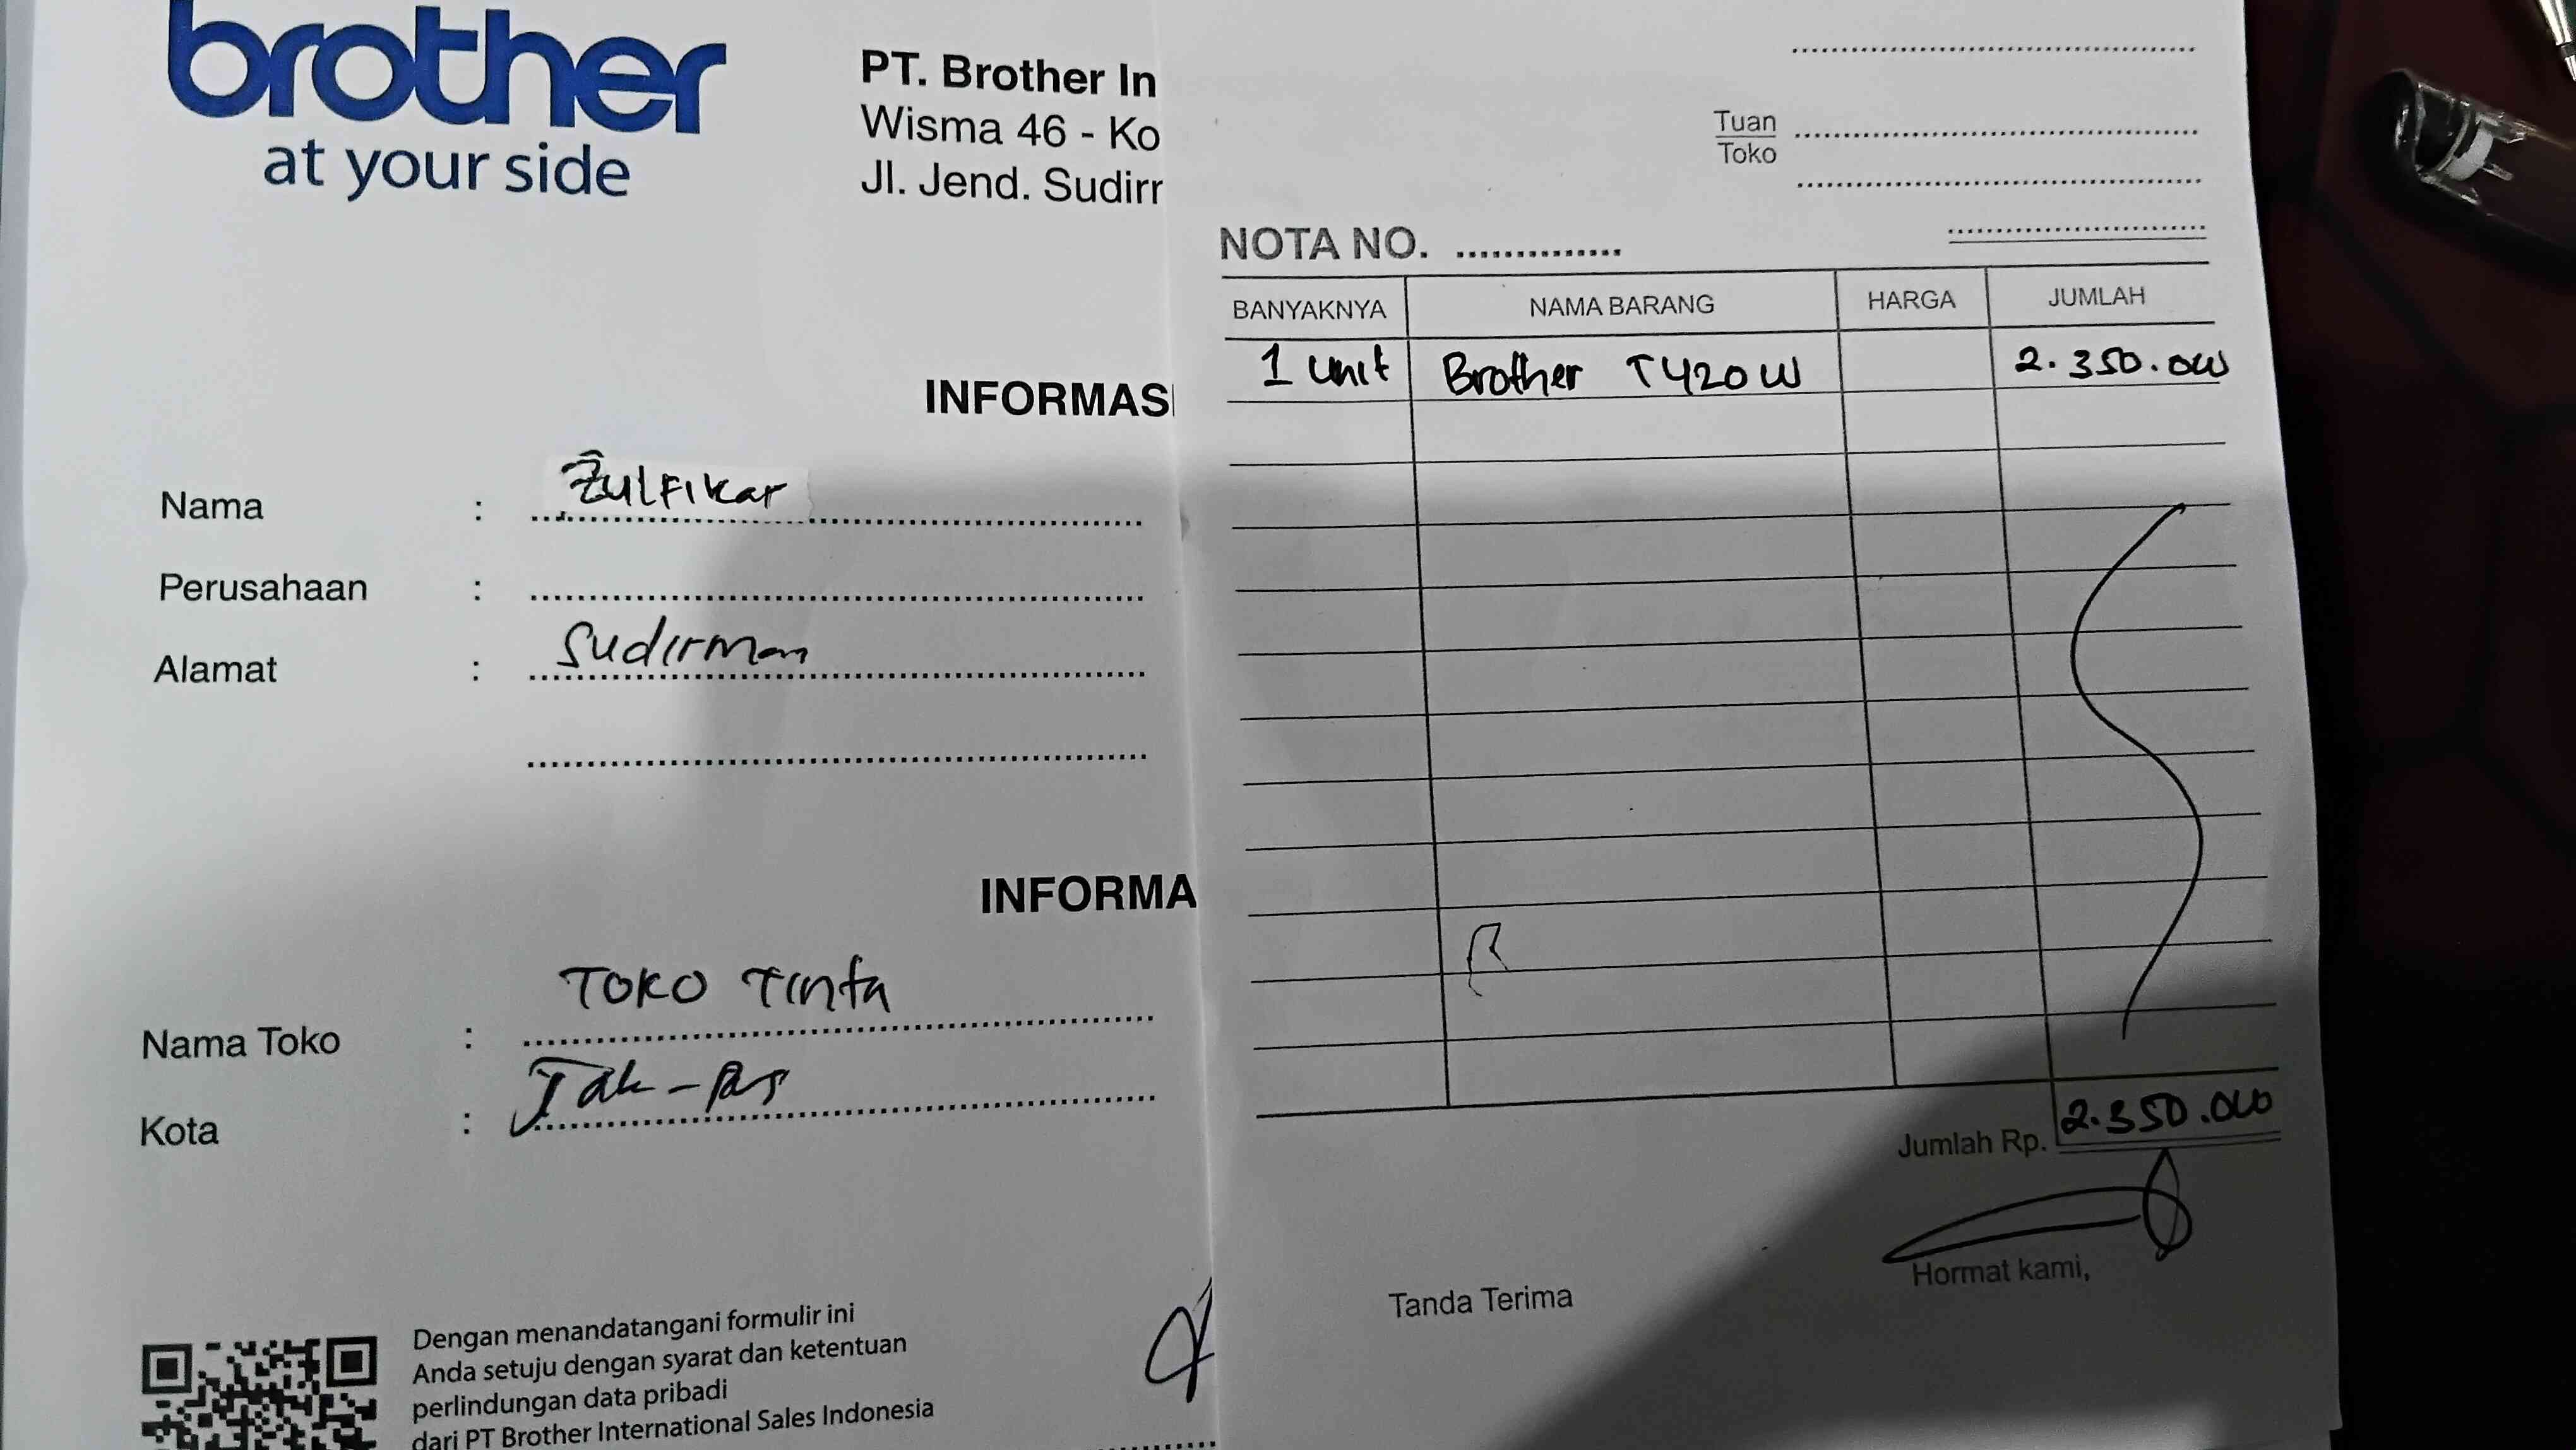 brother
at your side
PT. Brother In
Wisma 46 - Ko
Jl. Jend. Sudirr
INFORMASI
Nama : Zulfikar
Perusahaan :
Alamat : Sudirman
INFORMA
Nama Toko : TOKO Tinta
Kota :
Dengan menandatangani formulir ini
Anda setuju dengan syarat dan ketentuan
perlindungan data pribadi
dari PT Brother International Sales Indonesia
Tuan
Toko
NOTA NO.
BANYAKNYA NAMA BARANG HARGA JUMLAH
1 unit Brother T420W 2.350.000
Jumlah Rp. 2.350.000
Tanda Terima Hormat kami,